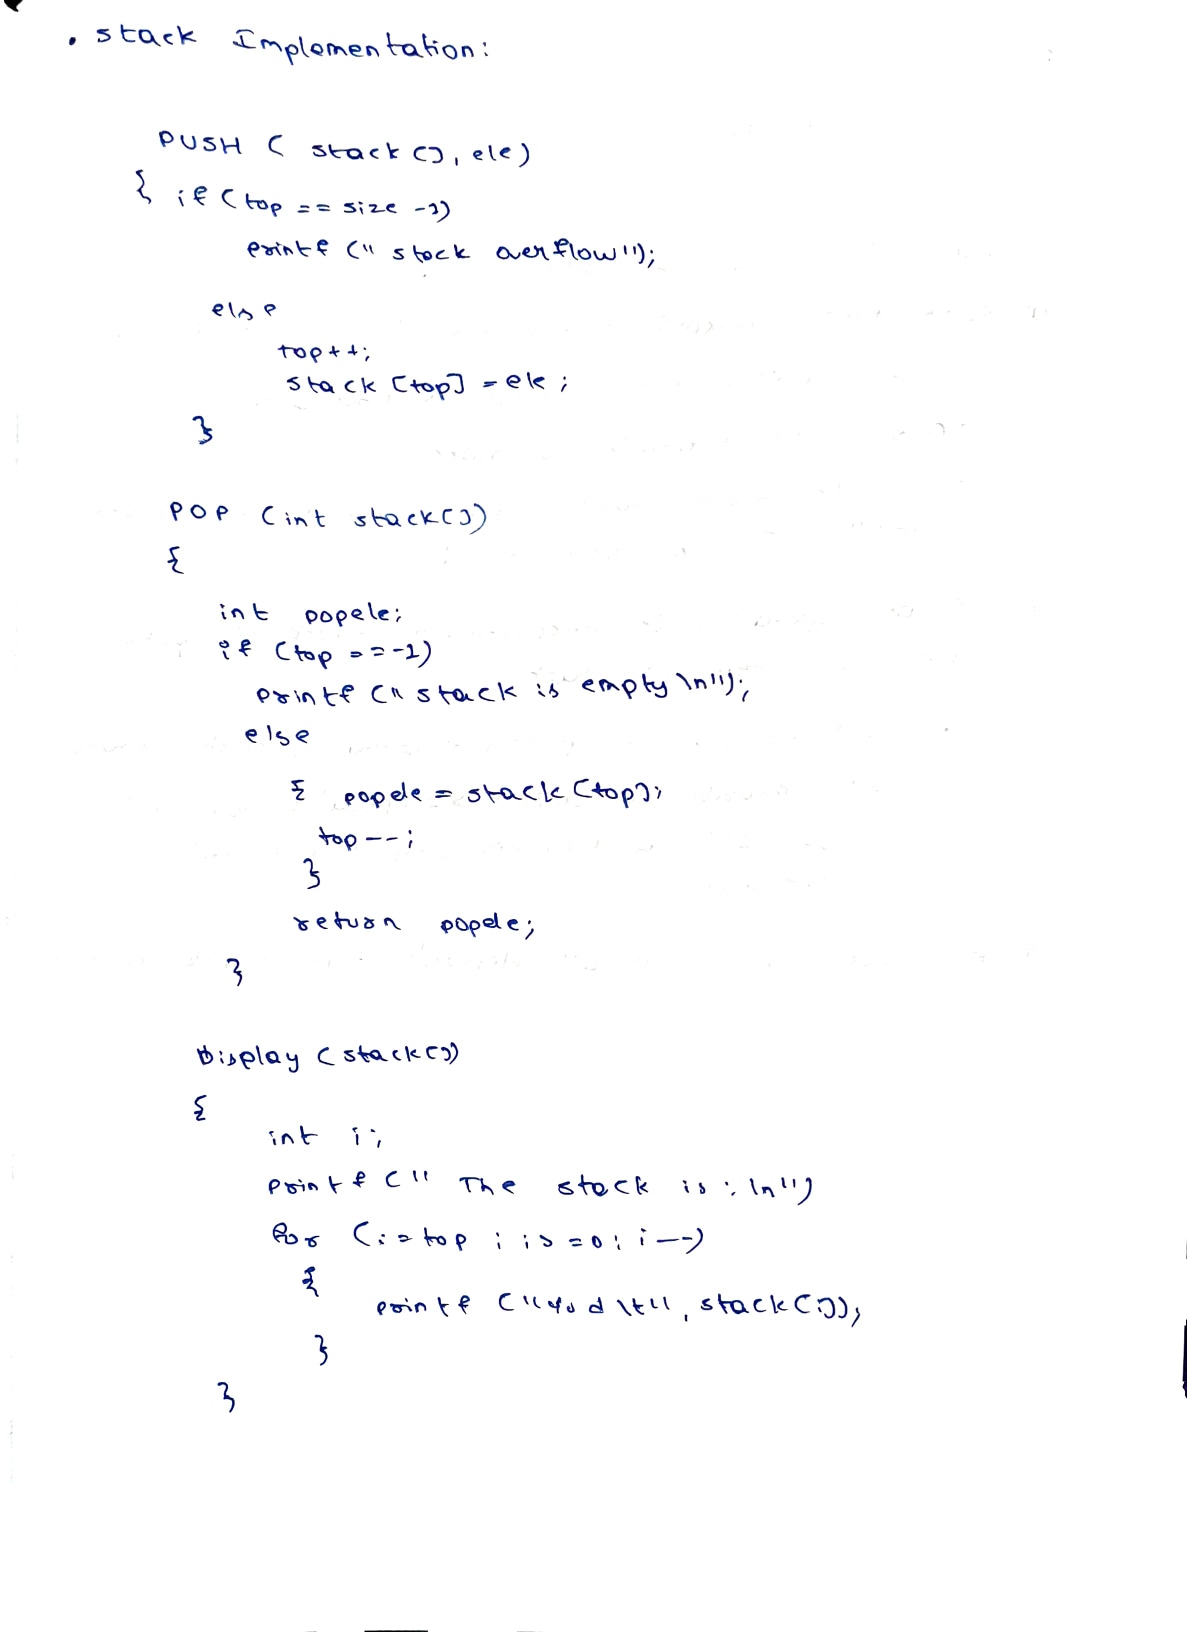 • stack Implementation:
PUSH ( stack [], ele)
{ if (top == size -1)
printf (" stack overflow");
else
top++;
stack [top] = ele ;
}
POP (int stack[])
{
int popele;
if (top == -1)
printf (" stack is empty \n");
else
{ popele = stack [top];
top --;
}
return popele;
}
Display (stack[])
{
int i;
printf (" The stack is : \n")
for (i = top ; i > = 0 ; i --)
{
printf ("%d \t", stack [i]);
}
}